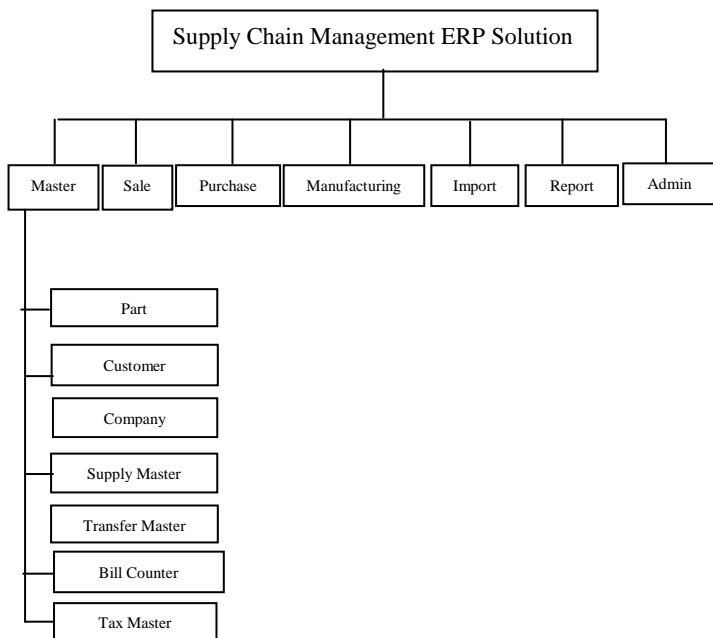 Supply Chain Management ERP Solution
Master Sale Purchase Manufacturing Import Report Admin
Part
Customer
Company
Supply Master
Transfer Master
Bill Counter
Tax Master